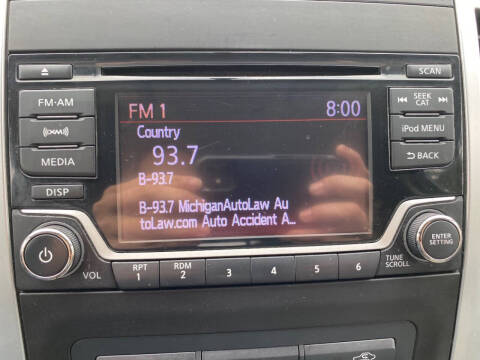 SCAN
FM·AM
((XM))
MEDIA
DISP
FM 1 8:00
Country
93.7
B-93.7
B-93.7 MichiganAutoLaw Au
toLaw.com Auto Accident A...
SEEK
CAT
iPod MENU
BACK
VOL
RPT
1
RDM
2
3
4
5
6
TUNE
SCROLL
ENTER
SETTING